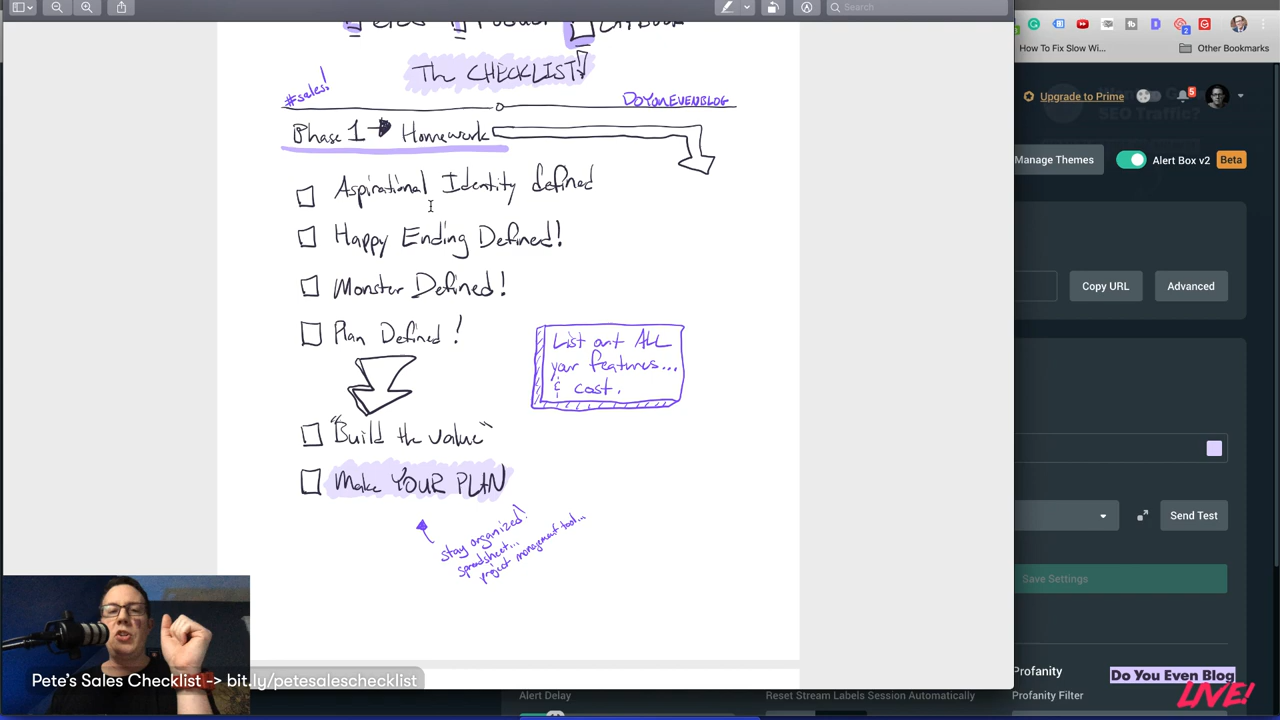 Search
How To Fix Slow Wi...
Other Bookmarks
The CHECKLIST!
#sales!
DoYouEvenBlog
Upgrade to Prime
5
SEO Traffic?
Phase 1 → Homework
Manage Themes
Alert Box v2
Beta
Aspirational Identity defined
Happy Ending Defined!
Monster Defined!
Copy URL
Advanced
Plan Defined!
List out ALL
your features...
& cost.
"Build the value"
Make YOUR PLAN
stay organized!
spreadsheet...
project management tool...
Send Test
Save Settings
Pete's Sales Checklist -> bit.ly/petesaleschecklist
Profanity
Do You Even Blog
LIVE!
Alert Delay
Reset Stream Labels Session Automatically
Profanity Filter